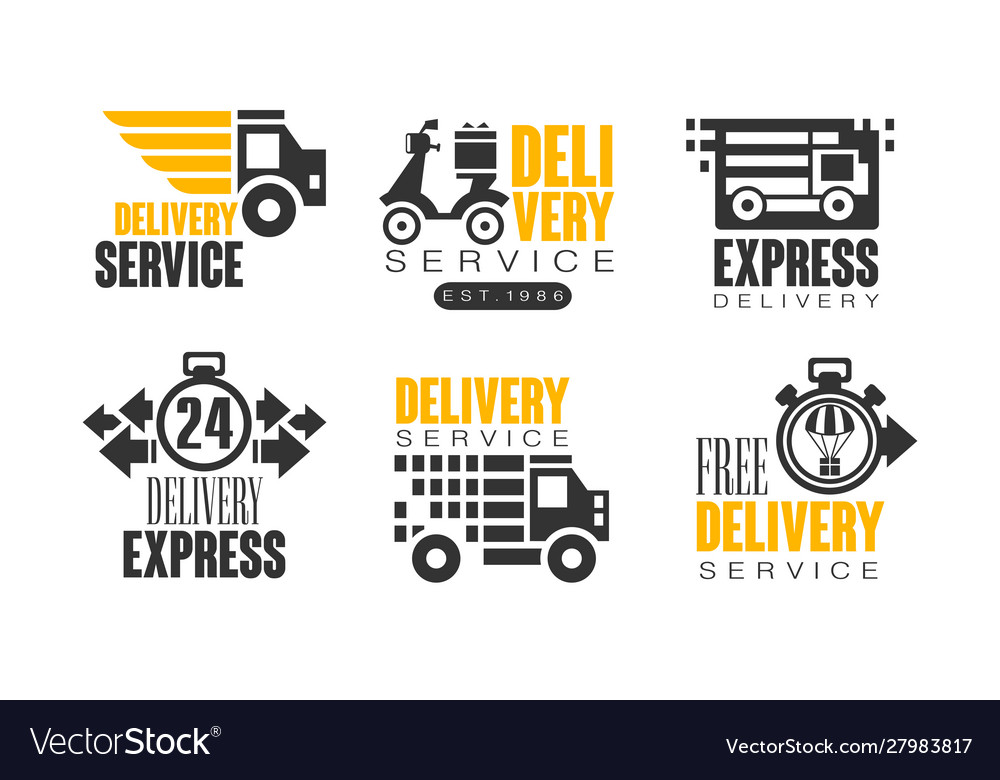 DELIVERY
SERVICE
DELI
VERY
SERVICE
EST.1986
EXPRESS
DELIVERY
24
DELIVERY
EXPRESS
DELIVERY
SERVICE
FREE
DELIVERY
SERVICE
VectorStock®
VectorStock.com/27983817